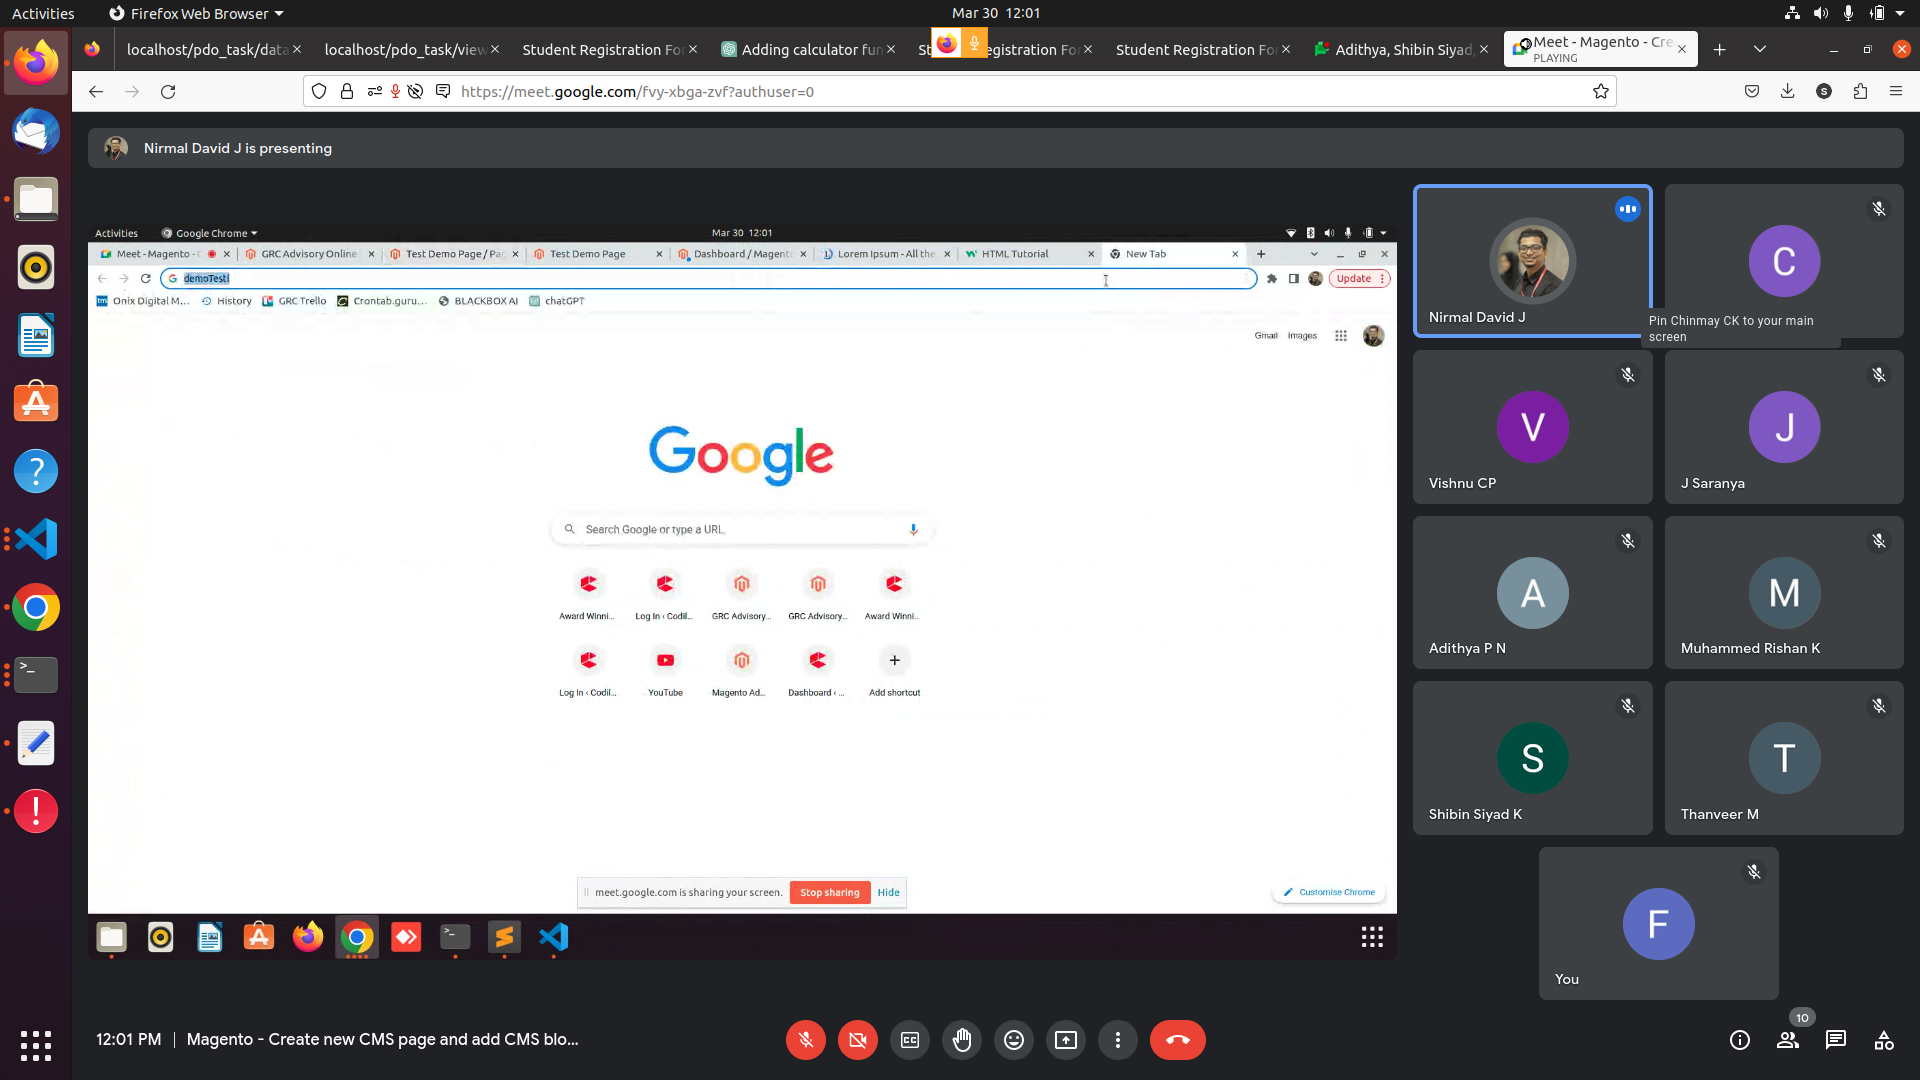 Activities
Firefox Web Browser
Mar 30 12:01
localhost/pdo_task/data
localhost/pdo_task/view
Student Registration For
Adding calculator fun
St
egistration For
Student Registration For
Adithya, Shibin Siyad,
Meet - Magento - Cre
PLAYING
https://meet.google.com/fvy-xbga-zvf?authuser=0
S
Nirmal David J is presenting
Activities
Google Chrome
Mar 30 12:01
Meet - Magento - C
GRC Advisory Online
Test Demo Page / Pag
Test Demo Page
Dashboard / Magento
Lorem Ipsum - All the
HTML Tutorial
New Tab
demoTest1
Update
Onix Digital M...
History
GRC Trello
Crontab.guru...
BLACKBOX AI
chatGPT
Gmail
Images
Google
Search Google or type a URL
Award Winni...
Log In ‹ Codil...
GRC Advisory...
GRC Advisory...
Award Winni...
Log In ‹ Codil...
YouTube
Magento Ad...
Dashboard ‹ ...
Add shortcut
meet.google.com is sharing your screen.
Stop sharing
Hide
Customise Chrome
Nirmal David J
C
Pin Chinmay CK to your main
screen
V
Vishnu CP
J
J Saranya
A
Adithya P N
M
Muhammed Rishan K
S
Shibin Siyad K
T
Thanveer M
F
You
12:01 PM | Magento - Create new CMS page and add CMS blo...
10